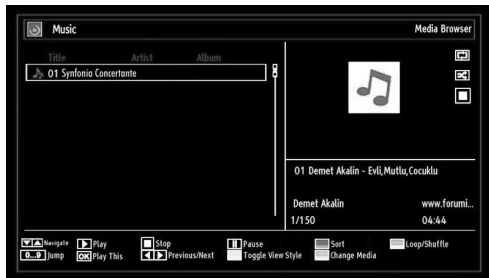 Music Media Browser
Title Artist Album
01 Synfonia Concertante
01 Demet Akalin - Evli,Mutlu,Cocuklu
Demet Akalin www.forumi...
1/150 04:44
Navigate Play Stop Pause Sort Loop/Shuffle
0...9 Jump OK Play This Previous/Next Toggle View Style Change Media